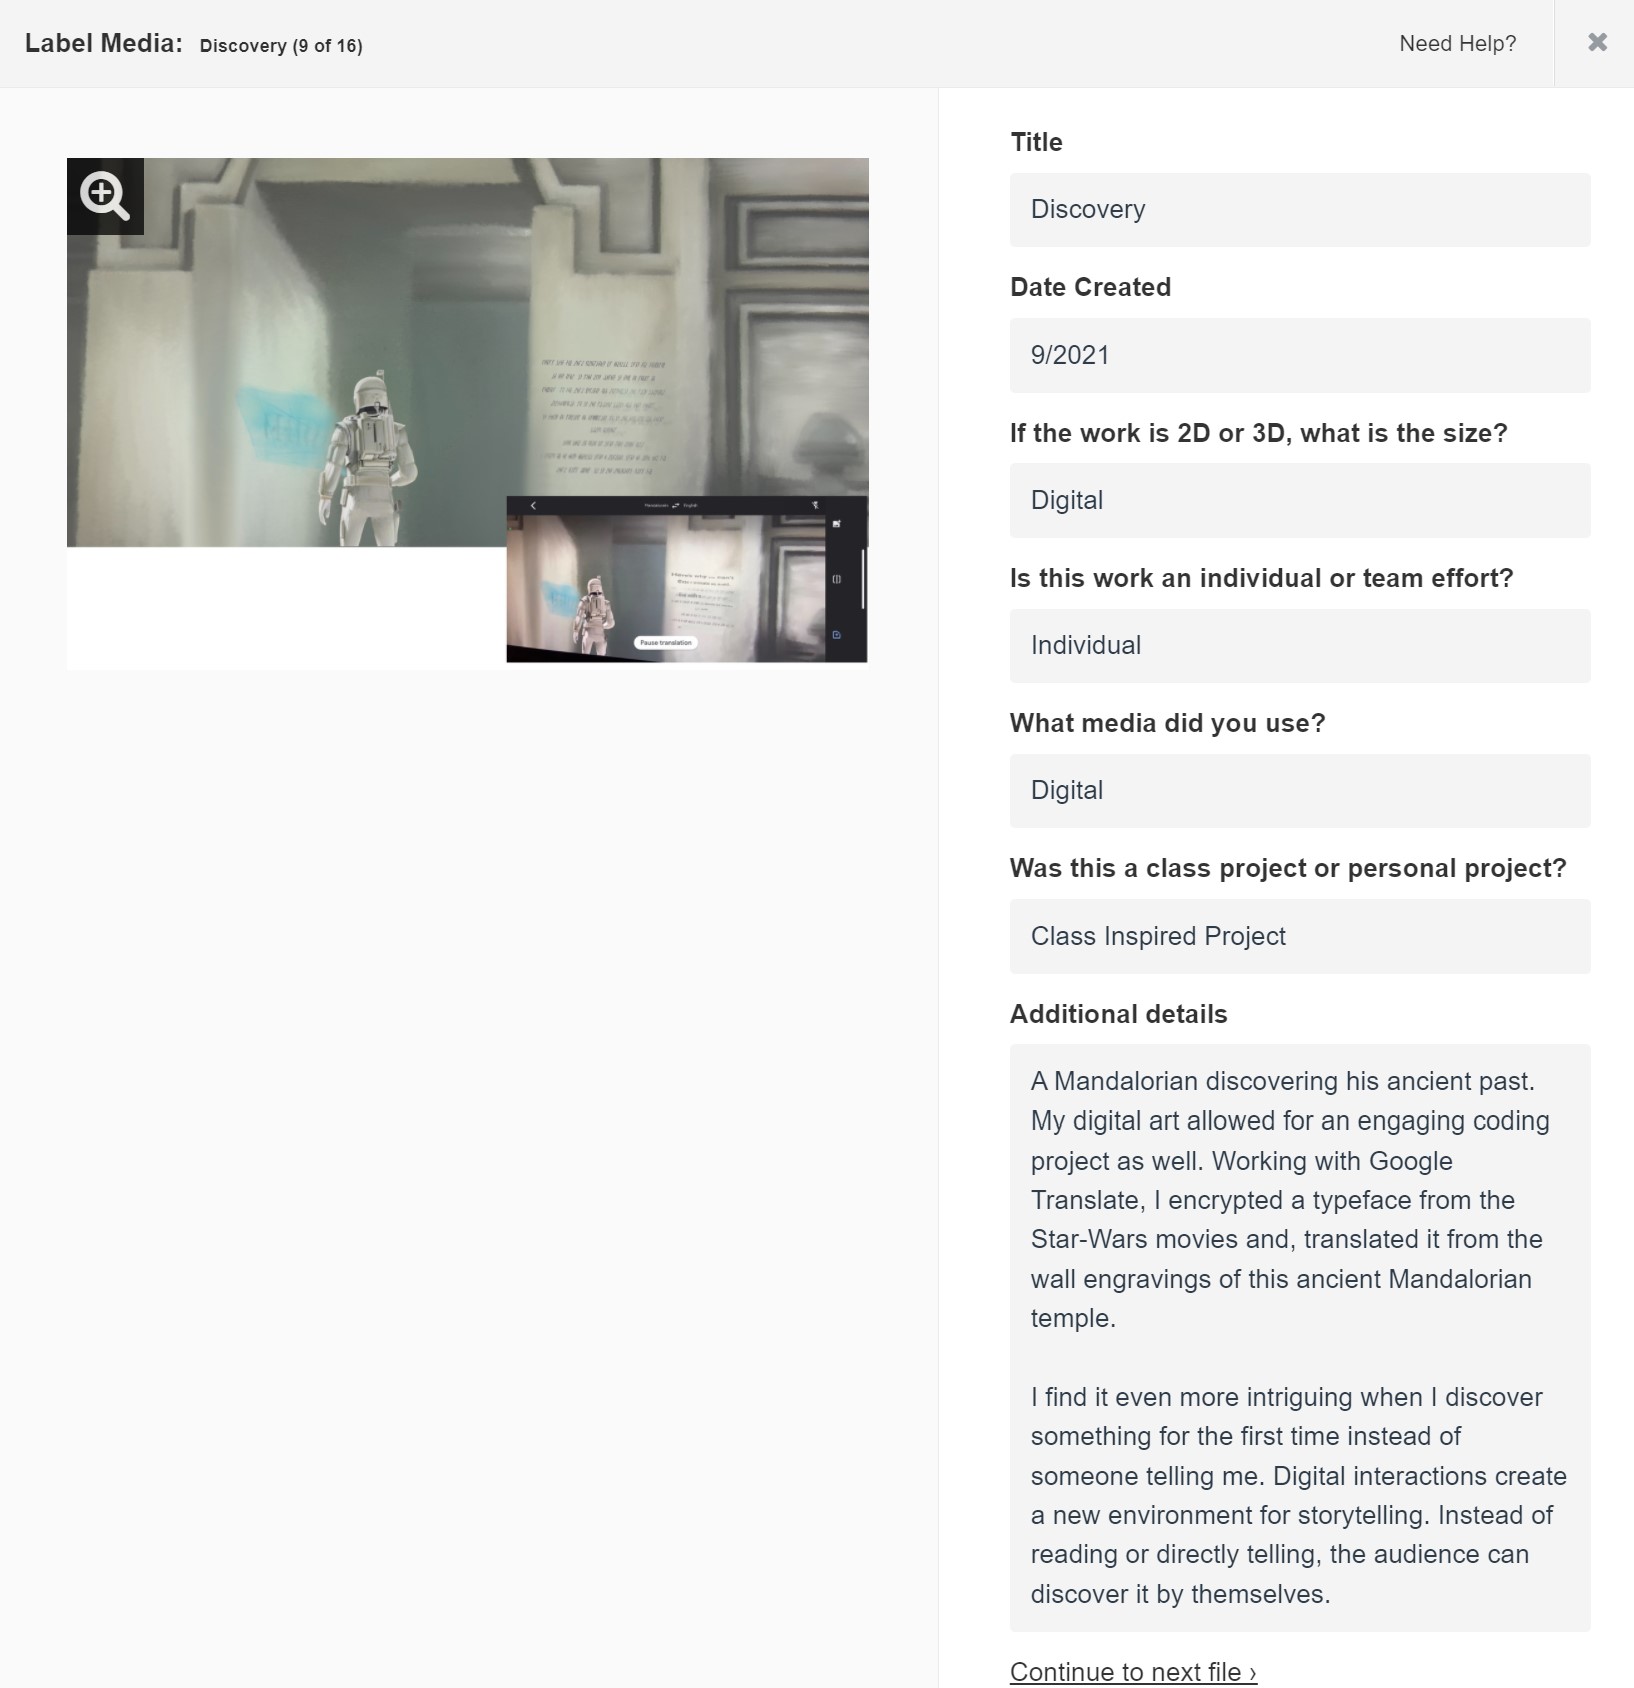 Label Media: Discovery (9 of 16)
Need Help?
Title
Discovery
Date Created
9/2021
If the work is 2D or 3D, what is the size?
Digital
Is this work an individual or team effort?
Individual
What media did you use?
Digital
Was this a class project or personal project?
Class Inspired Project
Additional details
A Mandalorian discovering his ancient past.
My digital art allowed for an engaging coding
project as well. Working with Google
Translate, I encrypted a typeface from the
Star-Wars movies and, translated it from the
wall engravings of this ancient Mandalorian
temple.
I find it even more intriguing when I discover
something for the first time instead of
someone telling me. Digital interactions create
a new environment for storytelling. Instead of
reading or directly telling, the audience can
discover it by themselves.
Continue to next file ›
English
Pause translation